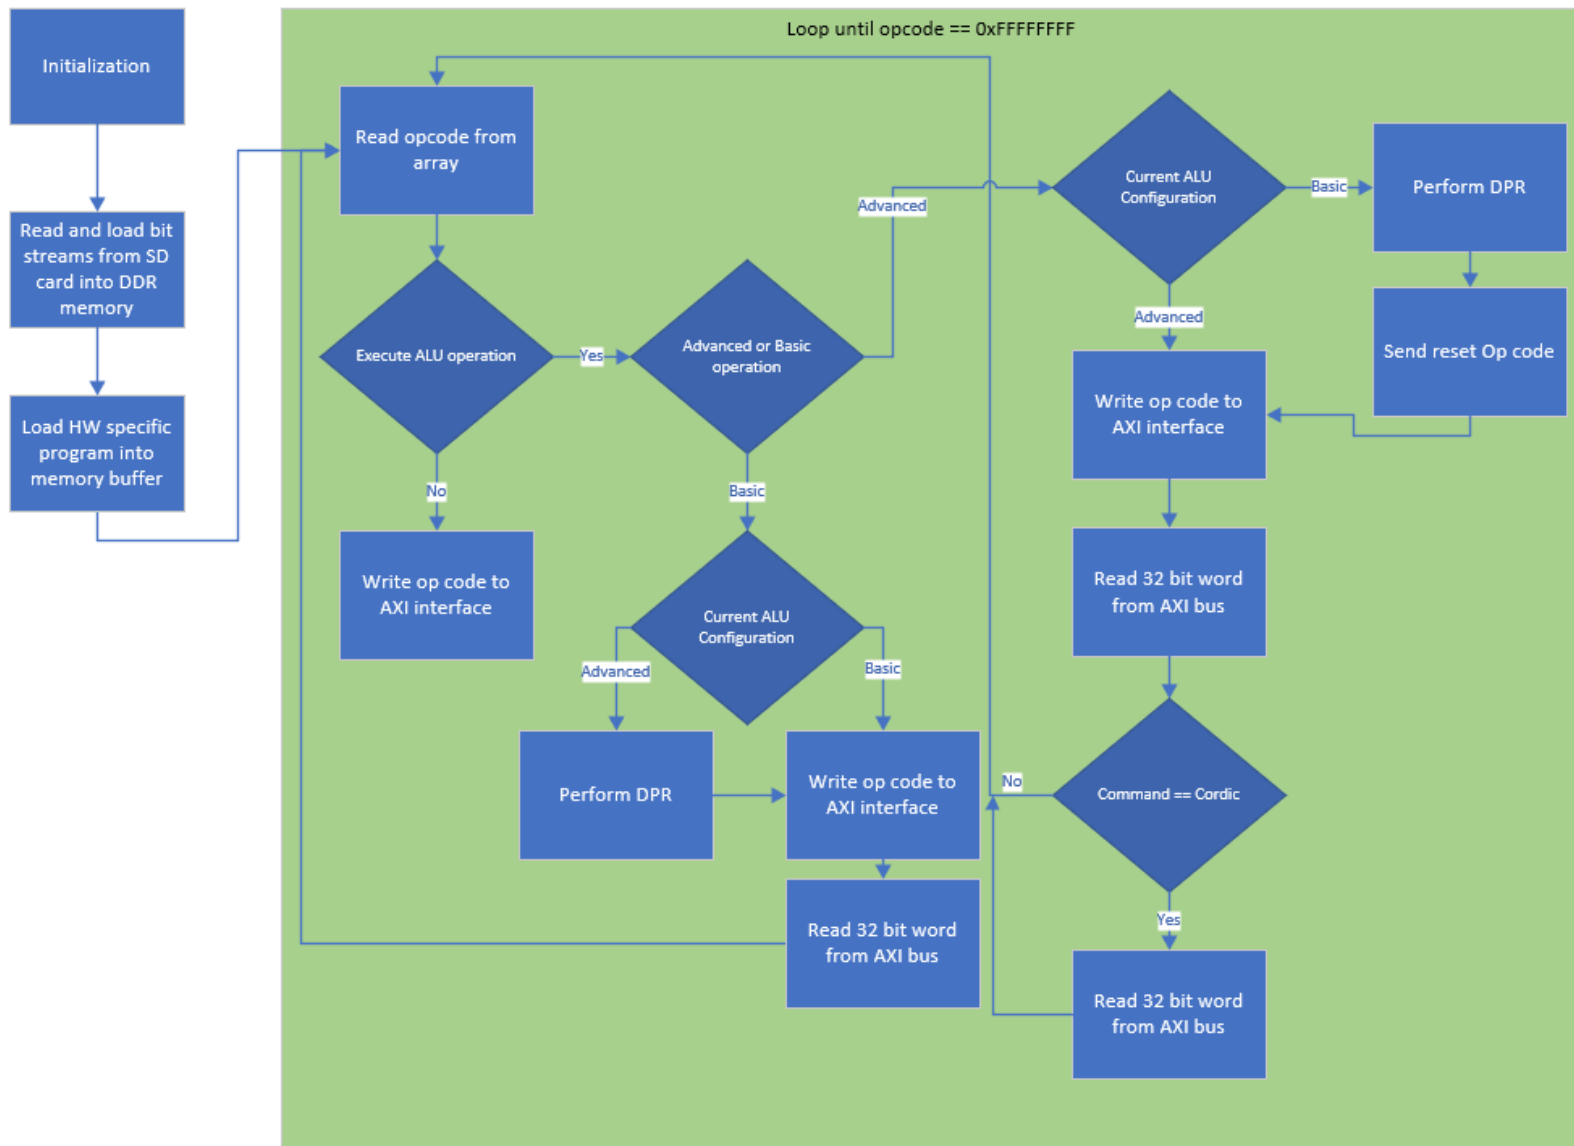 Loop until opcode == 0xFFFFFFFF
Initialization
Read and load bit
streams from SD
card into DDR
memory
Load HW specific
program into
memory buffer
Read opcode from
array
Execute ALU operation
Yes
No
Write op code to
AXI interface
Advanced or Basic
operation
Advanced
Basic
Current ALU
Configuration
Advanced
Basic
Perform DPR
Write op code to
AXI interface
Read 32 bit word
from AXI bus
Current ALU
Configuration
Basic
Perform DPR
Send reset Op code
Advanced
Write op code to
AXI interface
Read 32 bit word
from AXI bus
Command == Cordic
No
Yes
Read 32 bit word
from AXI bus